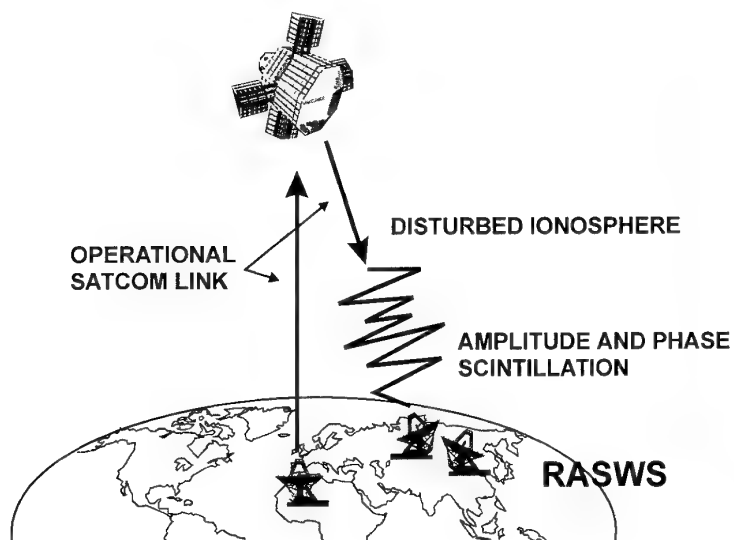 DISTURBED IONOSPHERE
OPERATIONAL
SATCOM LINK
AMPLITUDE AND PHASE
SCINTILLATION
RASWS